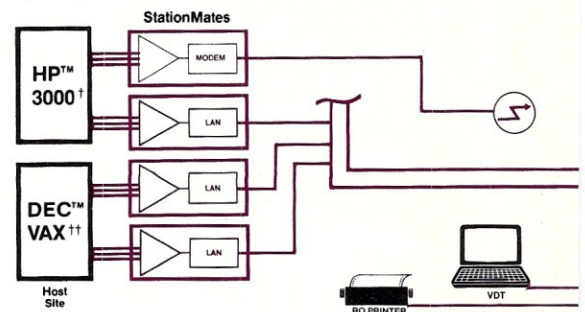 StationMates
HP™
3000†
MODEM
LAN
DEC™
VAX††
LAN
LAN
Host
Site
VDT
RO PRINTER